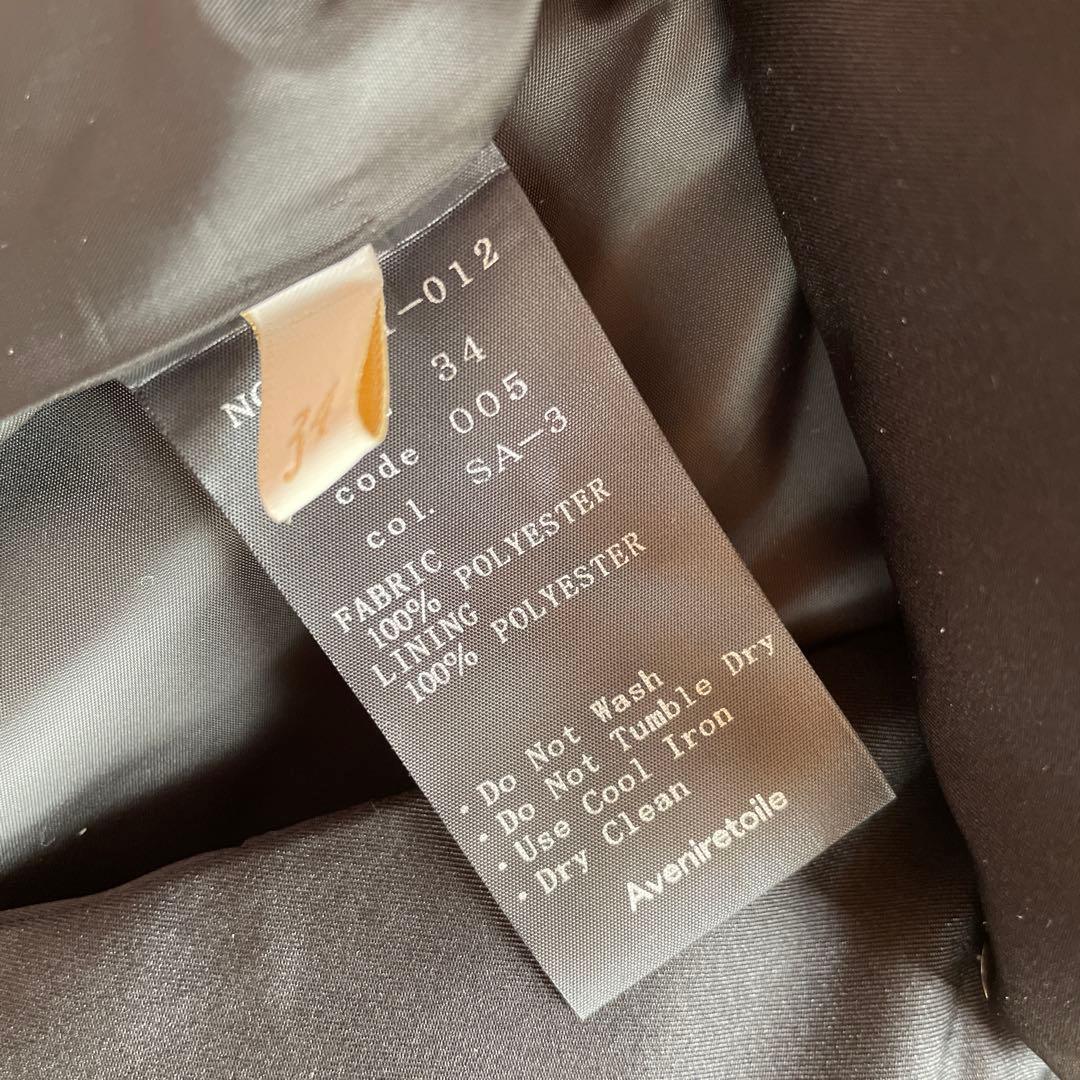 -012
34
34
code 005
col. SA-3
FABRIC
100% POLYESTER
LINING
100% POLYESTER
・Do Not Wash
・Do Not Tumble Dry
・Use Cool Iron
・Dry Clean
Aveniretoile